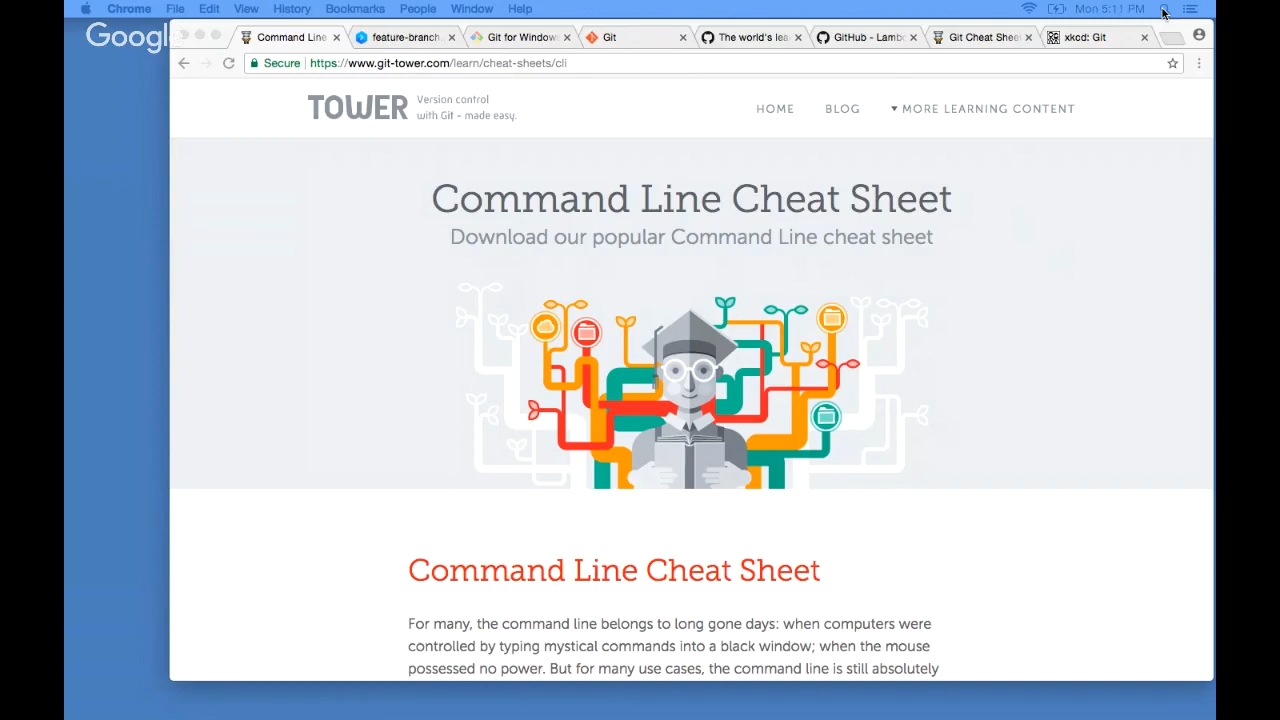 Chrome File Edit View History Bookmarks People Window Help Mon 5:11 PM
Google
Command Line feature-branch. Git for Window Git The world's lea GitHub - Lambo Git Cheat Sheet xkcd: Git
Secure https://www.git-tower.com/learn/cheat-sheets/cli
TOWER Version control
with Git - made easy.
HOME BLOG MORE LEARNING CONTENT
Command Line Cheat Sheet
Download our popular Command Line cheat sheet
Command Line Cheat Sheet
For many, the command line belongs to long gone days: when computers were
controlled by typing mystical commands into a black window; when the mouse
possessed no power. But for many use cases, the command line is still absolutely